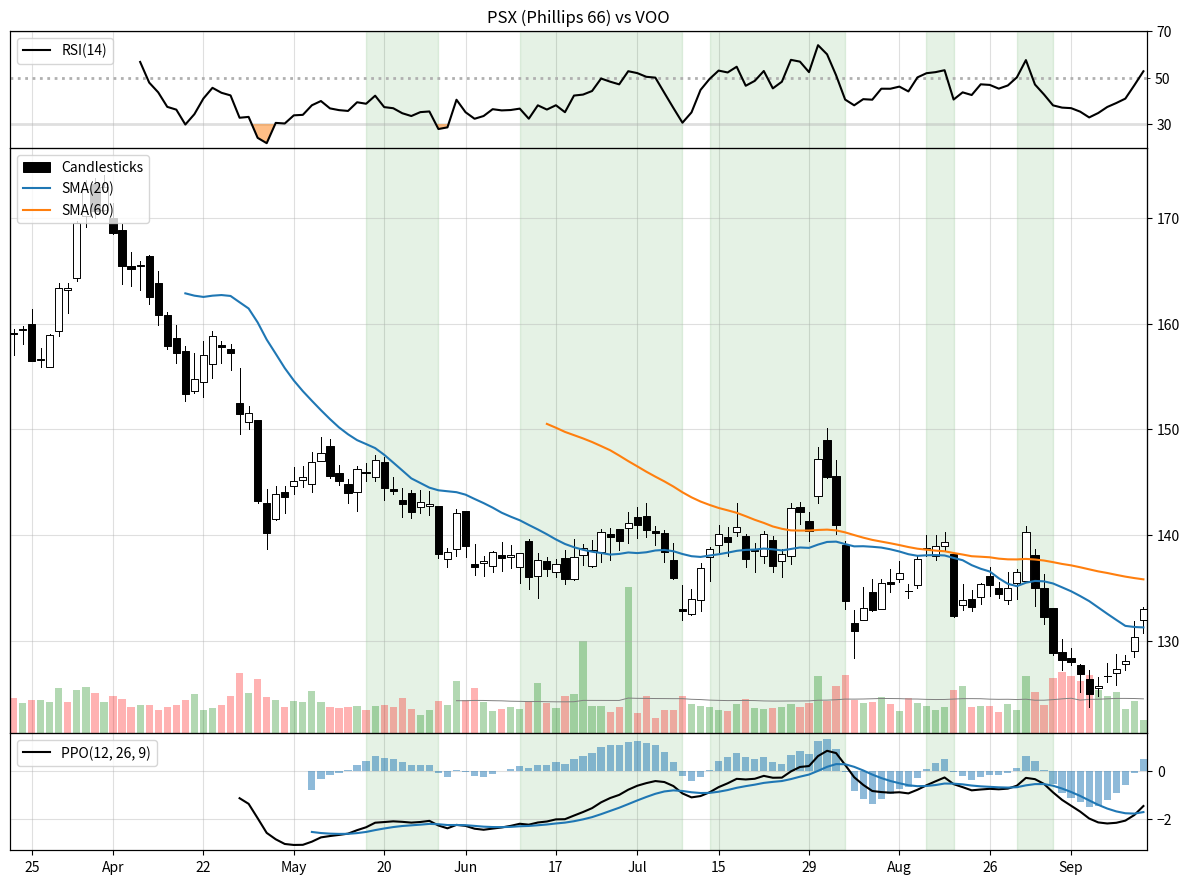 PSX (Phillips 66) vs VOO
RSI(14)
70
50
30
Candlesticks
SMA(20)
SMA(60)
170
160
150
140
130
PPO(12, 26, 9)
0
−2
25 Apr 22 May 20 Jun 17 Jul 15 29 Aug 26 Sep